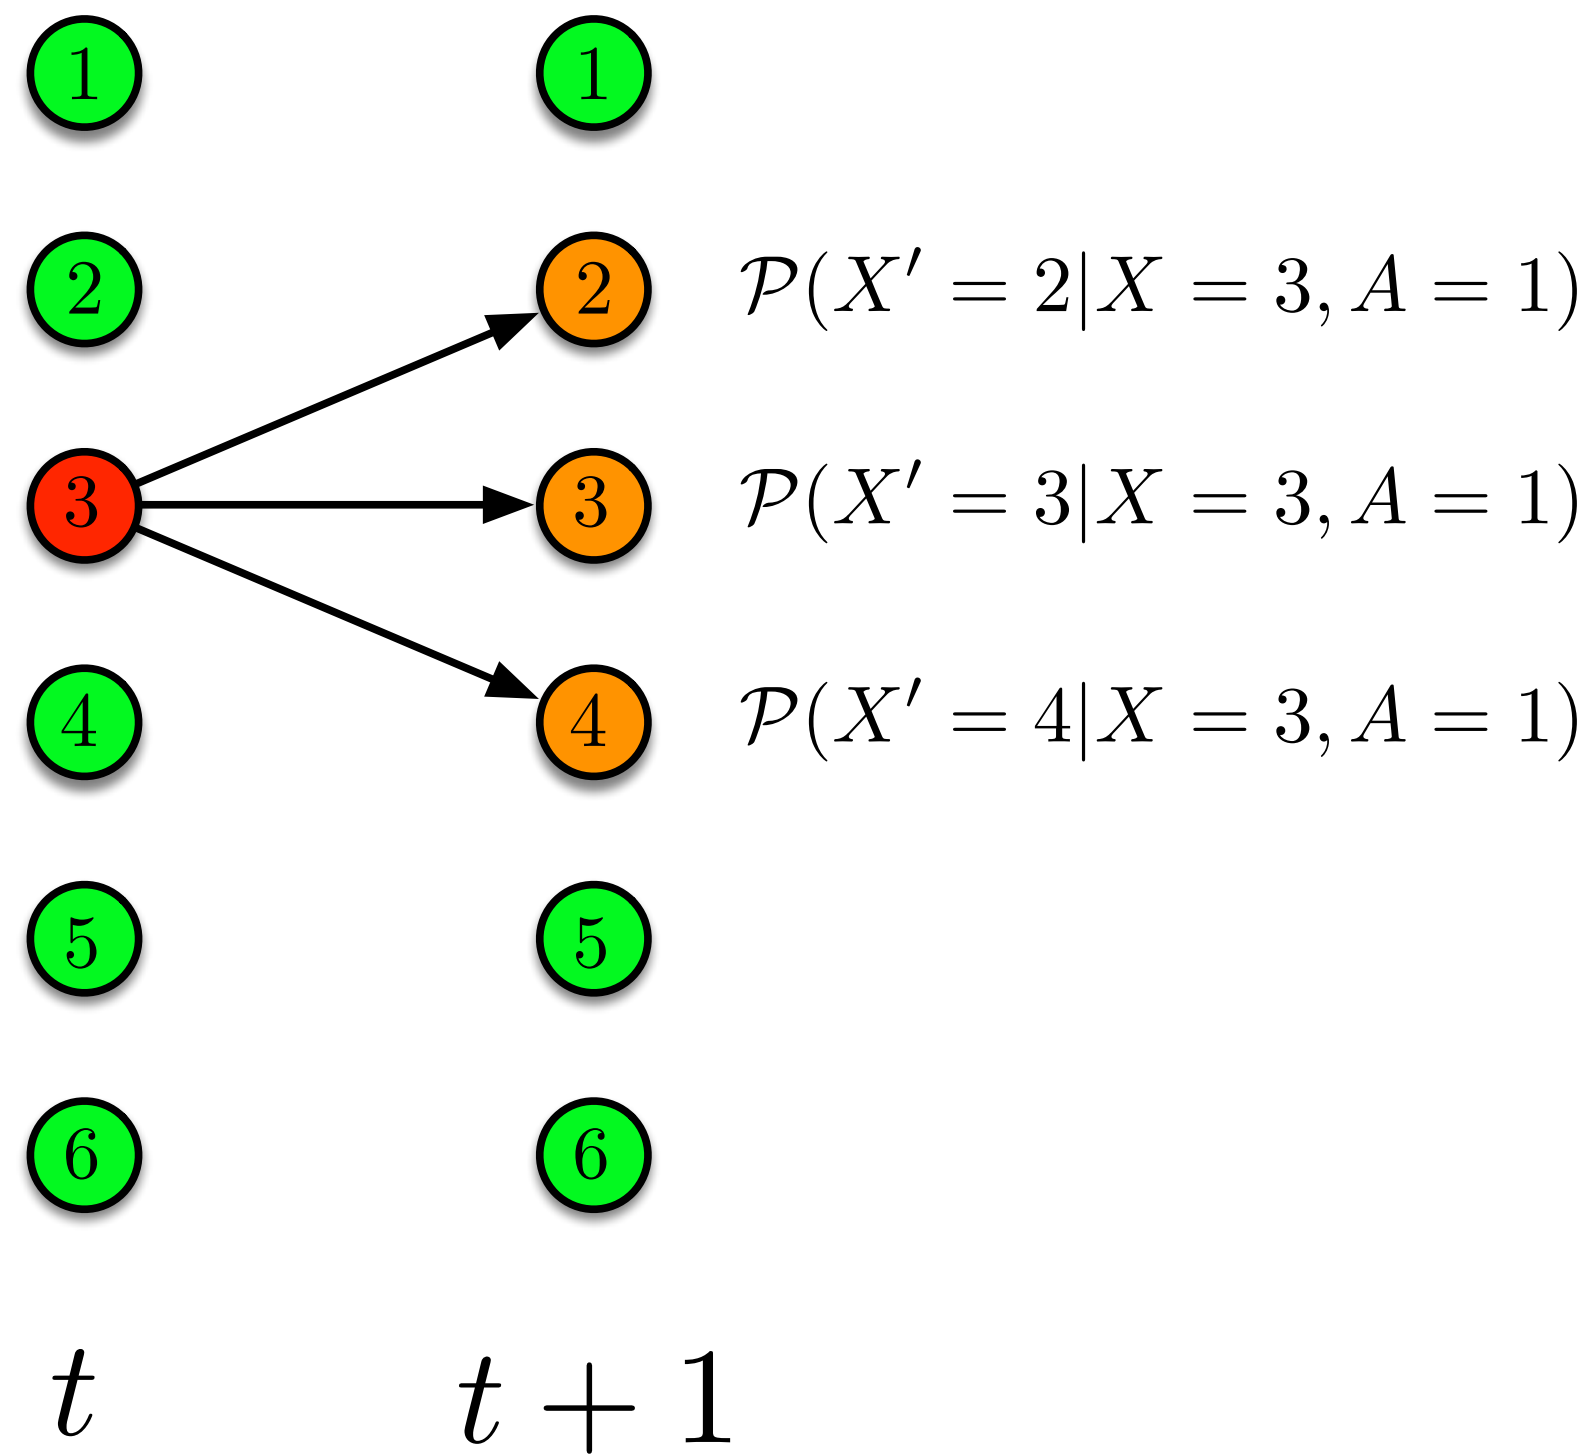 1 1
2 2 𝒫(X′ = 2|X = 3, A = 1)
3 3 𝒫(X′ = 3|X = 3, A = 1)
4 4 𝒫(X′ = 4|X = 3, A = 1)
5 5
6 6
t t + 1